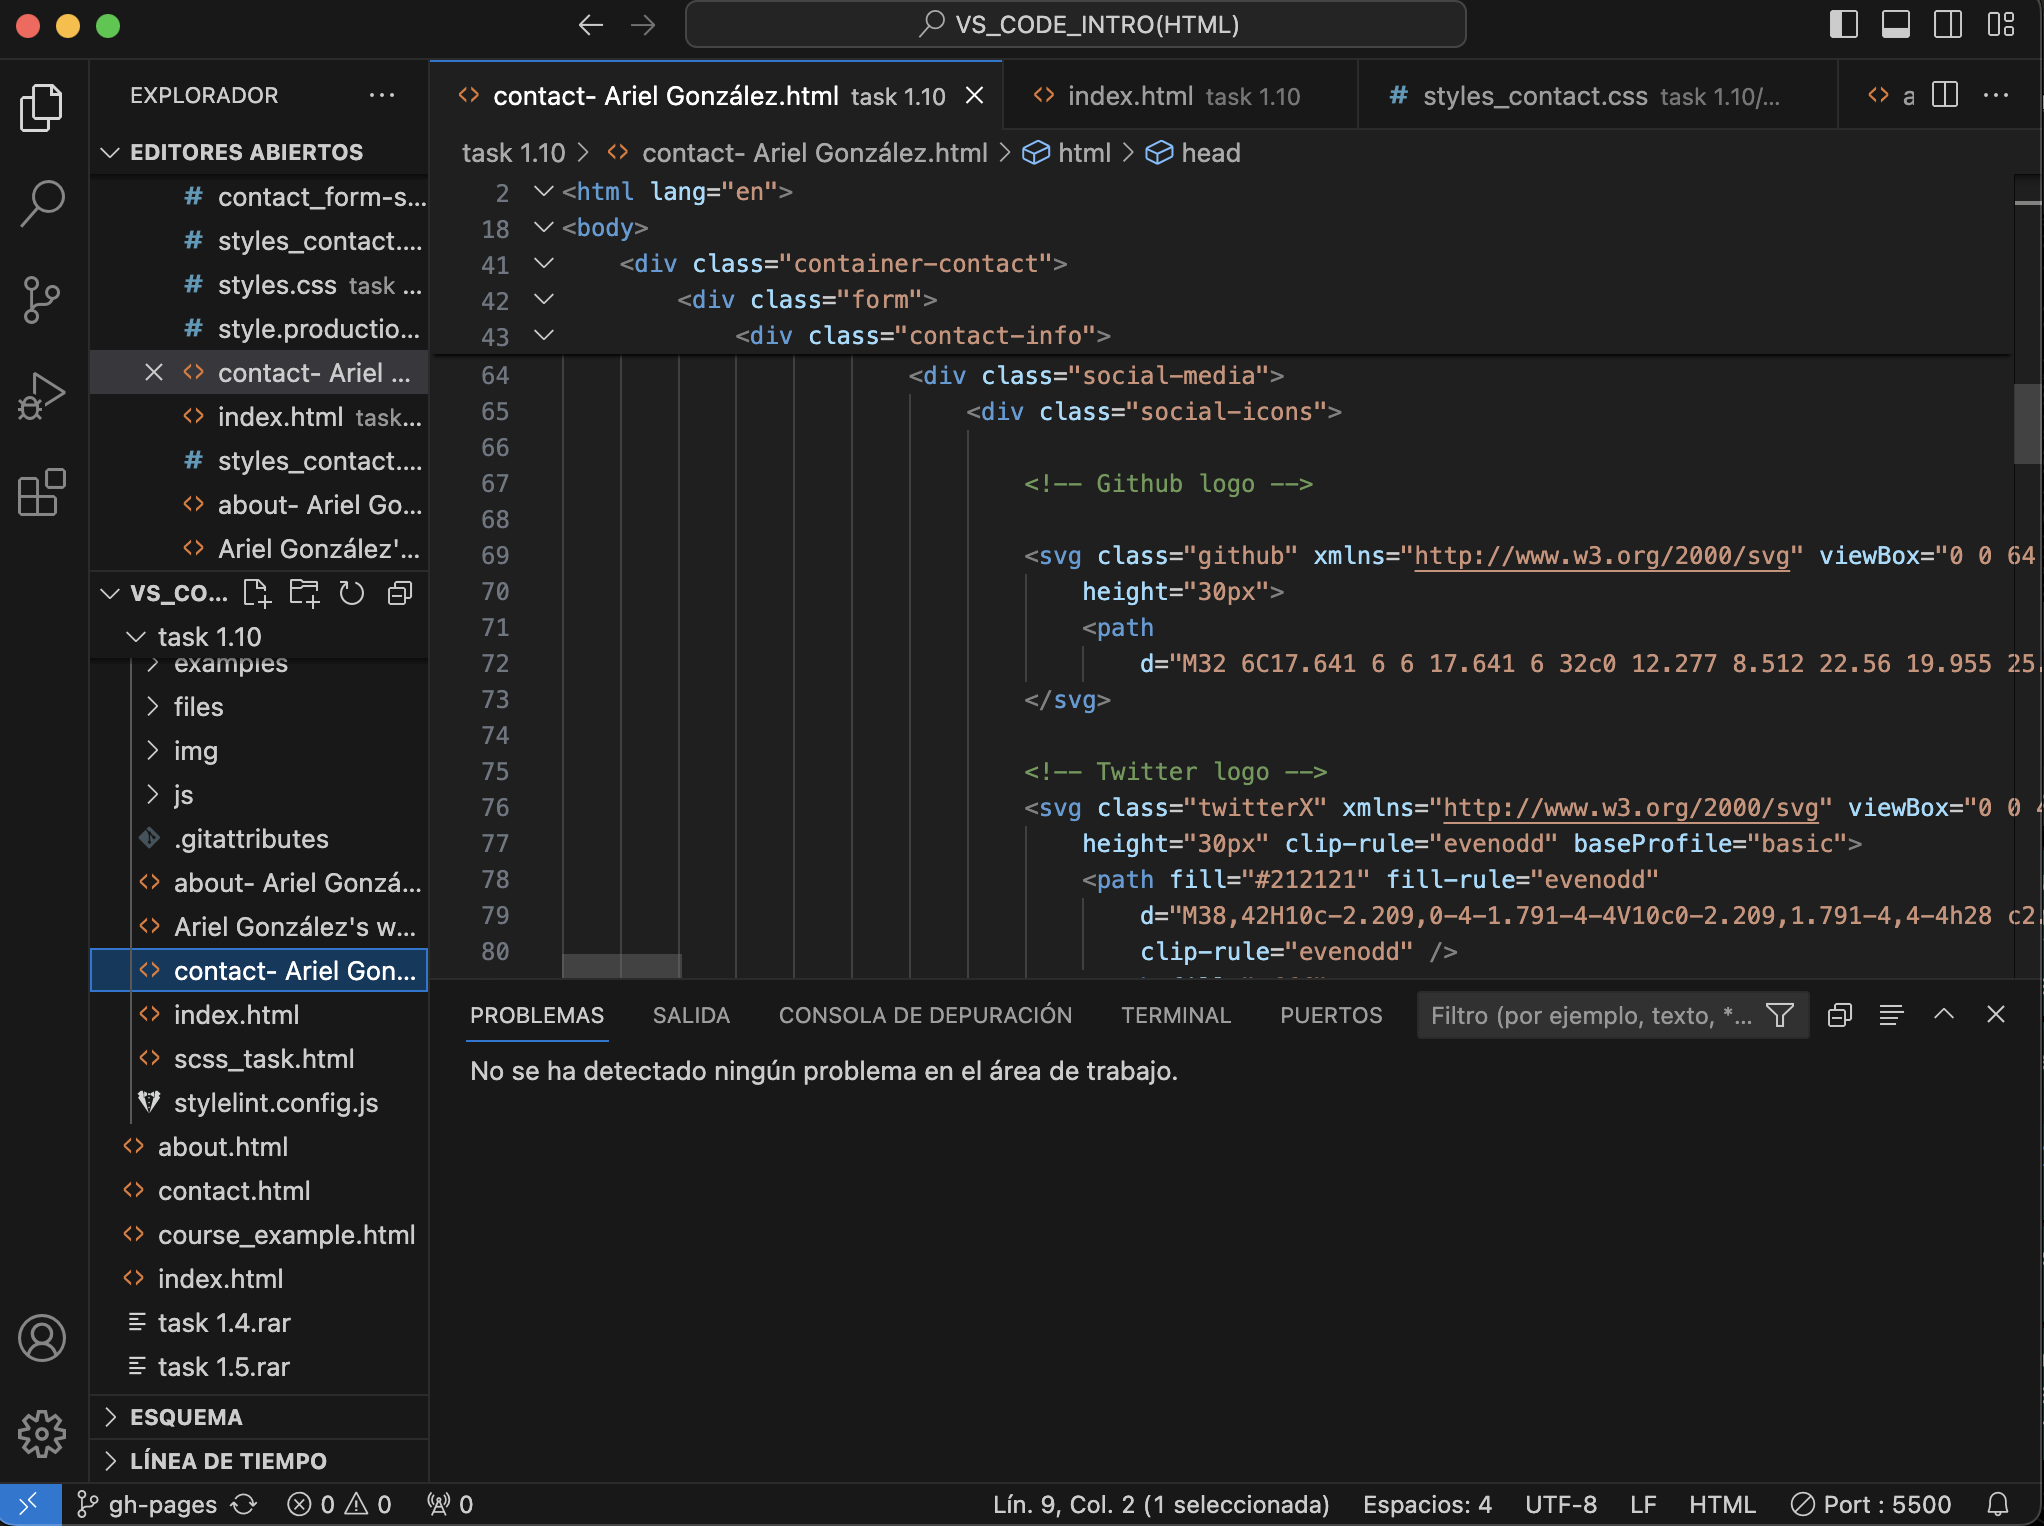 VS_CODE_INTRO(HTML)
EXPLORADOR
EDITORES ABIERTOS
contact_form-s...
styles_contact....
styles.css task ...
style.productio...
contact- Ariel ...
index.html task...
styles_contact....
about- Ariel Go...
Ariel González'...
VS_CO...
task 1.10
examples
files
img
js
.gitattributes
about- Ariel Gonzá...
Ariel González's w...
contact- Ariel Gon...
index.html
scss_task.html
stylelint.config.js
about.html
contact.html
course_example.html
index.html
task 1.4.rar
task 1.5.rar
ESQUEMA
LÍNEA DE TIEMPO
contact- Ariel González.html task 1.10
index.html task 1.10
styles_contact.css task 1.10/...
a
task 1.10 > contact- Ariel González.html > html > head
2 <html lang="en">
18 <body>
41 <div class="container-contact">
42 <div class="form">
43 <div class="contact-info">
64 <div class="social-media">
65 <div class="social-icons">
66
67 <!-- Github logo -->
68
69 <svg class="github" xmlns="http://www.w3.org/2000/svg" viewBox="0 0 64
70 height="30px">
71 <path
72 d="M32 6C17.641 6 6 17.641 6 32c0 12.277 8.512 22.56 19.955 25.
73 </svg>
74
75 <!-- Twitter logo -->
76 <svg class="twitterX" xmlns="http://www.w3.org/2000/svg" viewBox="0 0 4
77 height="30px" clip-rule="evenodd" baseProfile="basic">
78 <path fill="#212121" fill-rule="evenodd"
79 d="M38,42H10c-2.209,0-4-1.791-4-4V10c0-2.209,1.791-4,4-4h28 c2.
80 clip-rule="evenodd" />
PROBLEMAS SALIDA CONSOLA DE DEPURACIÓN TERMINAL PUERTOS Filtro (por ejemplo, texto, *...
No se ha detectado ningún problema en el área de trabajo.
gh-pages 0 0 0 Lín. 9, Col. 2 (1 seleccionada) Espacios: 4 UTF-8 LF HTML Port : 5500